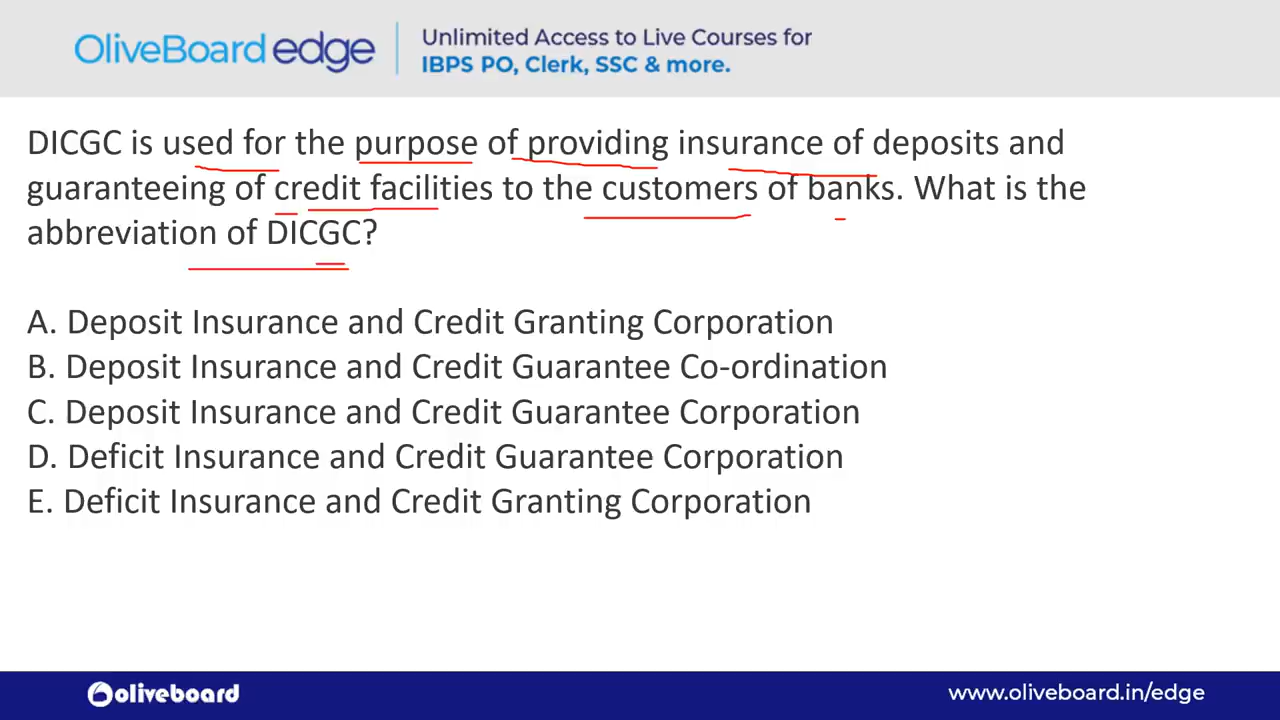 OliveBoard edge
Unlimited Access to Live Courses for
IBPS PO, Clerk, SSC & more.
DICGC is used for the purpose of providing insurance of deposits and
guaranteeing of credit facilities to the customers of banks. What is the
abbreviation of DICGC?
A. Deposit Insurance and Credit Granting Corporation
B. Deposit Insurance and Credit Guarantee Co-ordination
C. Deposit Insurance and Credit Guarantee Corporation
D. Deficit Insurance and Credit Guarantee Corporation
E. Deficit Insurance and Credit Granting Corporation
oliveboard
www.oliveboard.in/edge